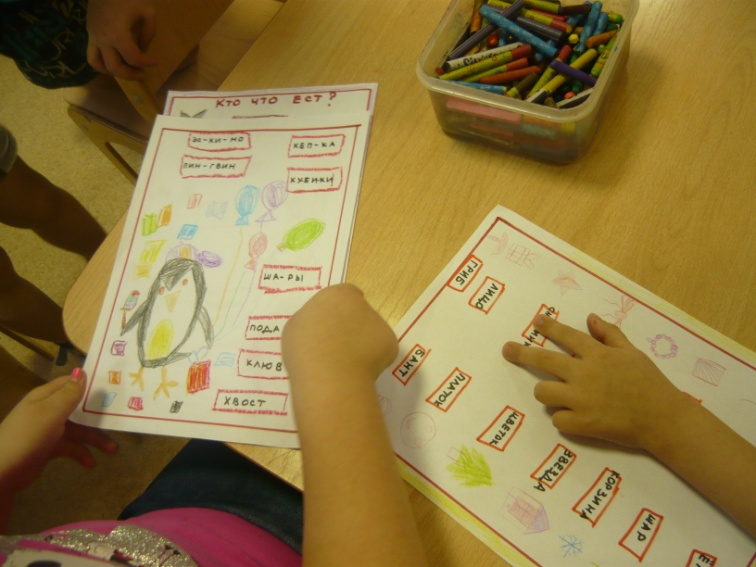 КТО ЧТО ЕСТ?
ЭС-КИ-МО
КЕП-КА
ПИН-ГВИН
КУБИКИ
ША-РЫ
ПОДА
КЛЮВ
ХВОСТ
ГРИБ
ЛИЦО
БАНТ
ПЛАТОК
ЦВЕТОК
ЗВЕЗДА
КОРЗИНА
ШАР